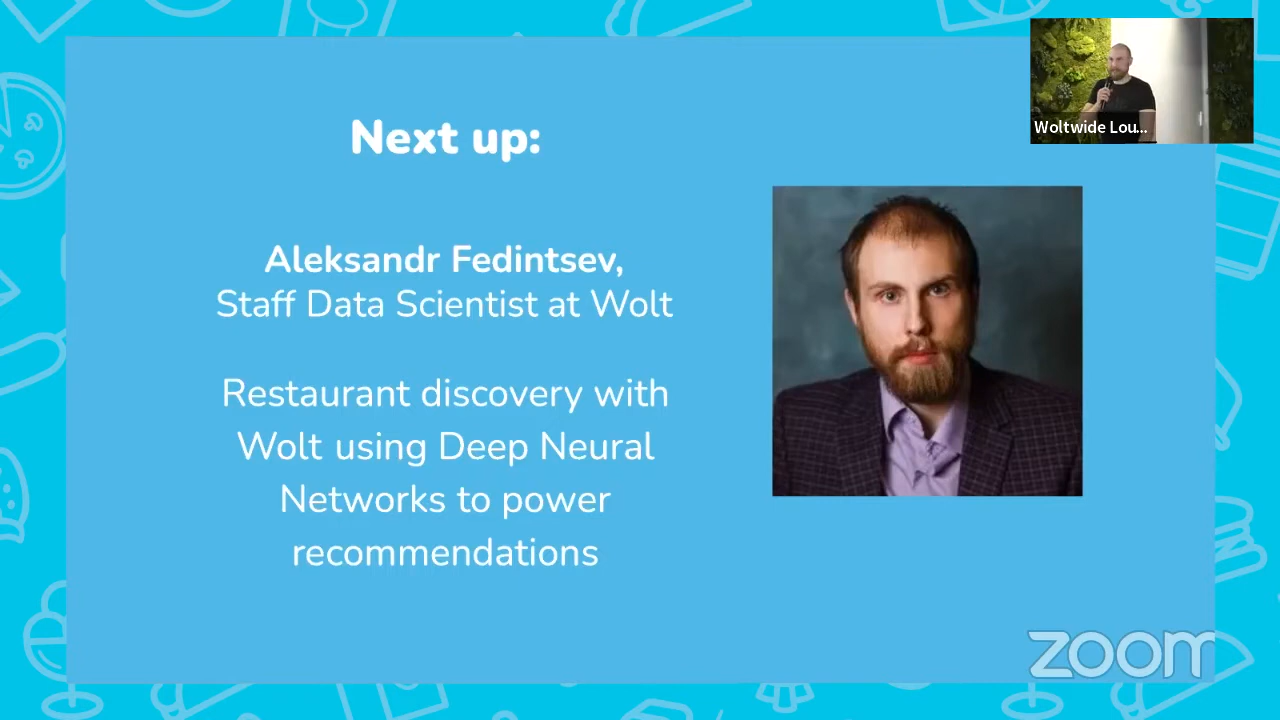 Next up:
Aleksandr Fedintsev,
Staff Data Scientist at Wolt
Restaurant discovery with
Wolt using Deep Neural
Networks to power
recommendations
Woltwide Lou...
zoom